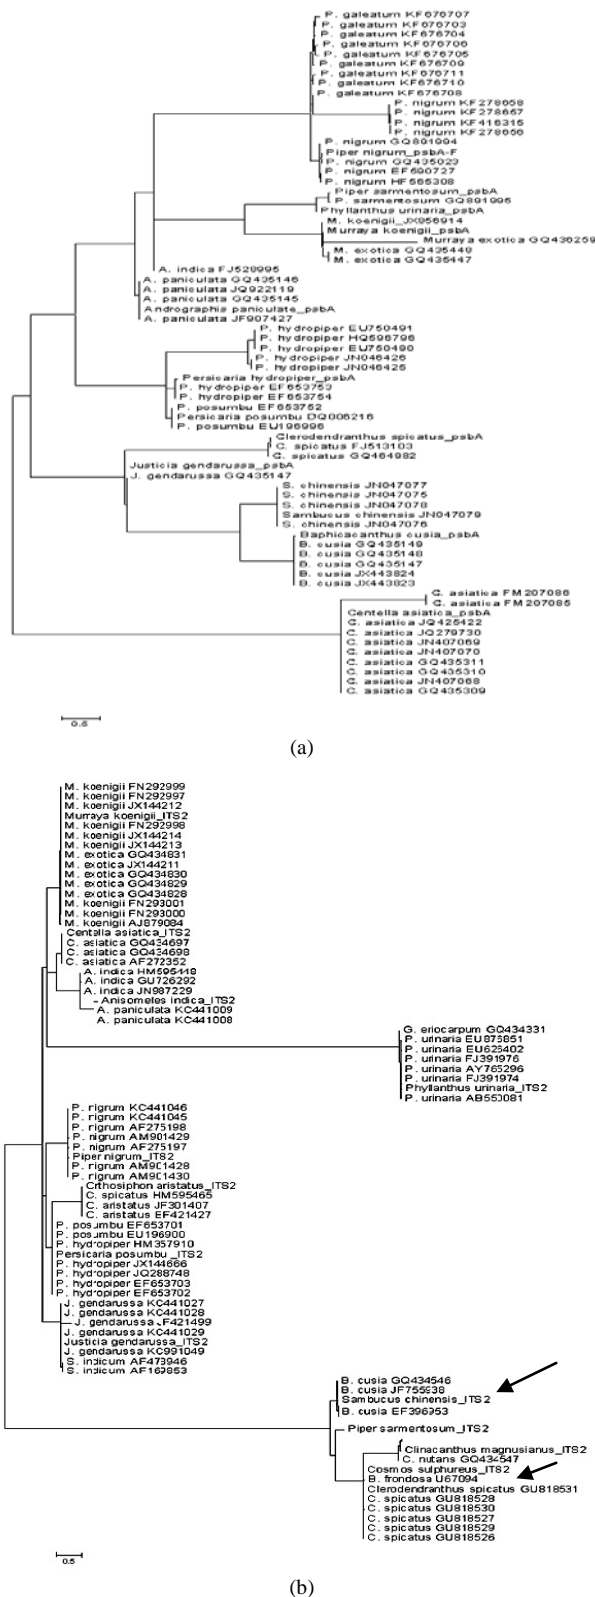 P. galeatum KF676707
P. galeatum KF676703
P. galeatum KF676704
P. galeatum KF676706
P. galeatum KF676705
P. galeatum KF676709
P. galeatum KF676711
P. galeatum KF676710
P. galeatum KF676708
P. nigrum KF278658
P. nigrum KF278657
P. nigrum KF416315
P. nigrum KF278656
P. nigrum GQ891994
Piper nigrum_psbA-F
P. nigrum GQ435023
P. nigrum EF590727
P. nigrum HF565308
Piper sarmentosum_psbA
P. sarmentosum GQ891995
Phyllanthus urinaria_psbA
M. koenigii_JX856914
Murraya koenigii_psbA
Murraya exotica GQ436259
M. exotica GQ435448
M. exotica GQ435447
A. indica FJ528995
A. paniculata GQ435146
A. paniculata JQ922119
A. paniculata GQ435145
Andrographis paniculate_psbA
A. paniculata JF907427
P. hydropiper EU750491
P. hydropiper HQ596796
P. hydropiper EU750490
P. hydropiper JN046426
P. hydropiper JN046425
Persicaria hydropiper_psbA
P. hydropiper EF653753
P. hydropiper EF653754
P. posumbu EF653752
Persicaria posumbu DQ006216
P. posumbu EU196996
Clerodendranthus spicatus_psbA
C. spicatus FJ513103
C. spicatus GQ464982
Justicia gendarussa_psbA
J. gendarussa GQ435147
S. chinensis JN047077
S. chinensis JN047075
S. chinensis JN047078
Sambucus chinensis JN047079
S. chinensis JN047076
Baphicacanthus cusia_psbA
B. cusia GQ435149
B. cusia GQ435148
B. cusia GQ435147
B. cusia JX443824
B. cusia JX443823
C. asiatica FM207086
C. asiatica FM207085
Centella asiatica_psbA
C. asiatica JQ425422
C. asiatica JQ279730
C. asiatica JN407069
C. asiatica JN407070
C. asiatica GQ435311
C. asiatica GQ435310
C. asiatica JN407068
C. asiatica GQ435309
0.5
(a)
M. koenigii FN292999
M. koenigii FN292997
M. koenigii JX144212
Murraya koenigii_ITS2
M. koenigii FN292998
M. koenigii JX144214
M. koenigii JX144213
M. exotica GQ434831
M. exotica JX144211
M. exotica GQ434830
M. exotica GQ434829
M. exotica GQ434828
M. koenigii FN293001
M. koenigii FN293000
M. koenigii AJ879084
Centella asiatica_ITS2
C. asiatica GQ434697
C. asiatica GQ434698
C. asiatica AF272352
A. indica HM595448
A. indica GU726292
A. indica JN987229
Anisomeles indica_ITS2
A. paniculata KC441009
A. paniculata KC441008
G. eriocarpum GQ434331
P. urinaria EU876851
P. urinaria EU626402
P. urinaria FJ391976
P. urinaria AY765296
P. urinaria FJ391974
Phyllanthus urinaria_ITS2
P. urinaria AB550081
P. nigrum KC441046
P. nigrum KC441045
P. nigrum AF275198
P. nigrum AM901429
P. nigrum AF275197
Piper nigrum_ITS2
P. nigrum AM901428
P. nigrum AM901430
Orthosiphon aristatus_ITS2
C. spicatus HM595465
C. aristatus JF301407
C. aristatus EF421427
P. posumbu EF653701
P. posumbu EU196900
P. hydropiper HM357910
Persicaria posumbu _ITS2
P. hydropiper JX144666
P. hydropiper JQ288748
P. hydropiper EF653703
P. hydropiper EF653702
J. gendarussa KC441027
J. gendarussa KC441028
J. gendarussa JF421499
J. gendarussa KC441029
Justicia gendarussa_ITS2
J. gendarussa KC991049
S. indicum AF478946
S. indicum AF169853
B. cusia GQ434546
B. cusia JF755938
Sambucus chinensis_ITS2
B. cusia EF396953
Piper sarmentosum_ITS2
Clinacanthus magnusianus_ITS2
C. nutans GQ434547
Cosmos sulphureus_ITS2
B. frondosa U67094
Clerodendranthus spicatus GU818531
C. spicatus GU818528
C. spicatus GU818530
C. spicatus GU818527
C. spicatus GU818529
C. spicatus GU818526
0.5
(b)